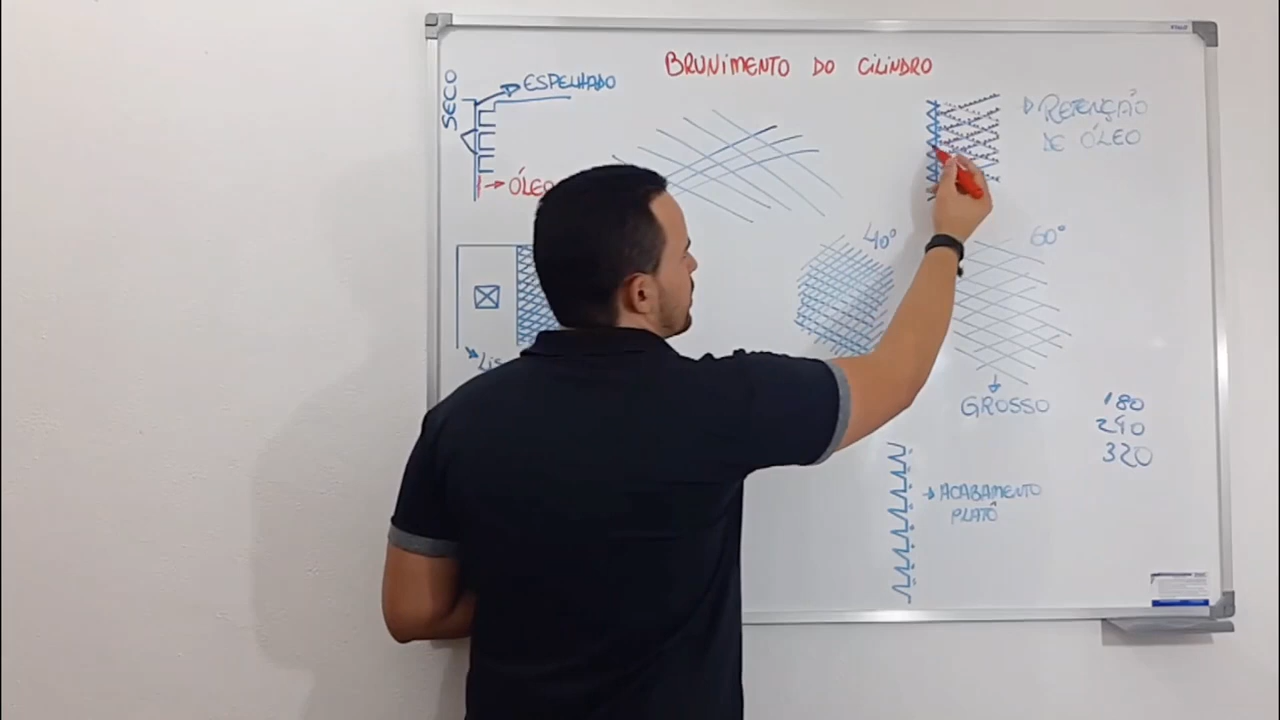 BRUNIMENTO DO CILINDRO
SECO
ESPELHADO
ÓLEO
RETENÇÃO
DE ÓLEO
40°
60°
GROSSO
180
240
320
ACABAMENTO
PLATÔ